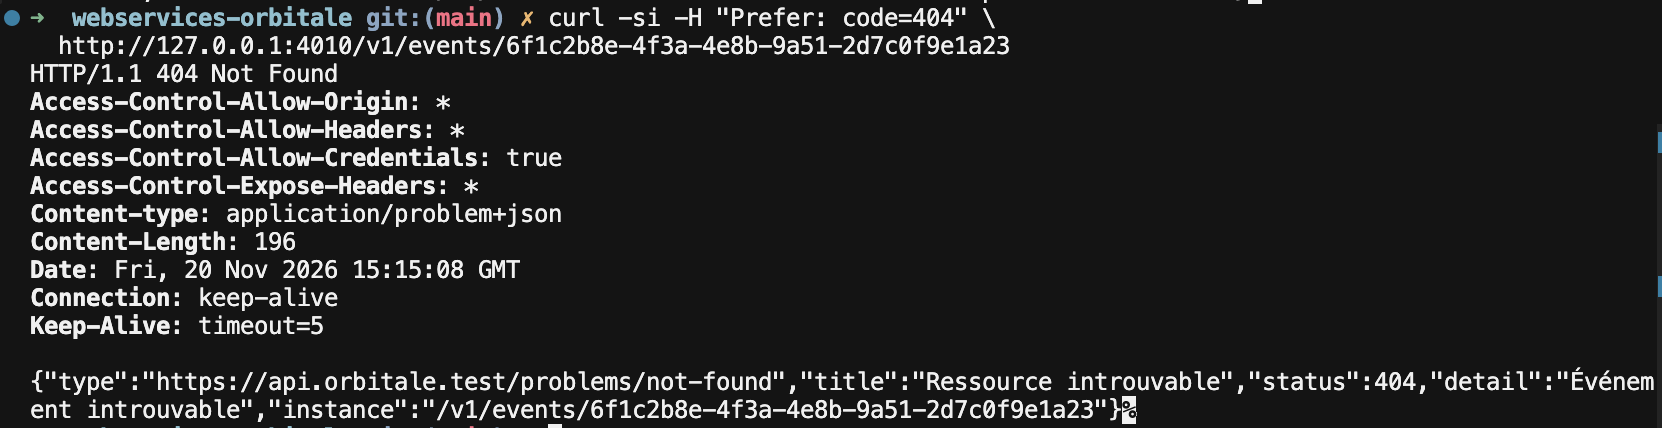 ➜ webservices-orbitale git:(main) ✗ curl -si -H "Prefer: code=404" \
http://127.0.0.1:4010/v1/events/6f1c2b8e-4f3a-4e8b-9a51-2d7c0f9e1a23
HTTP/1.1 404 Not Found
Access-Control-Allow-Origin: *
Access-Control-Allow-Headers: *
Access-Control-Allow-Credentials: true
Access-Control-Expose-Headers: *
Content-type: application/problem+json
Content-Length: 196
Date: Fri, 20 Nov 2026 15:15:08 GMT
Connection: keep-alive
Keep-Alive: timeout=5
{"type":"https://api.orbitale.test/problems/not-found","title":"Ressource introuvable","status":404,"detail":"Événem
ent introuvable","instance":"/v1/events/6f1c2b8e-4f3a-4e8b-9a51-2d7c0f9e1a23"}%